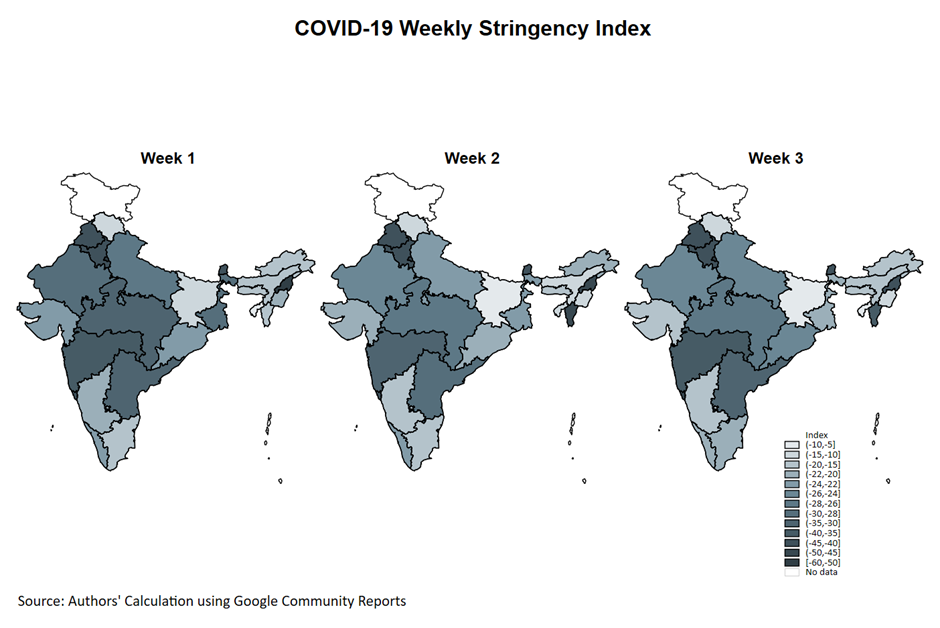 COVID-19 Weekly Stringency Index
Week 1
Week 2
Week 3
Index
(-10,-5]
(-15,-10]
(-20,-15]
(-22,-20]
(-24,-22]
(-26,-24]
(-28,-26]
(-30,-28]
(-35,-30]
(-40,-35]
(-45,-40]
(-50,-45]
[-60,-50]
No data
Source: Authors' Calculation using Google Community Reports